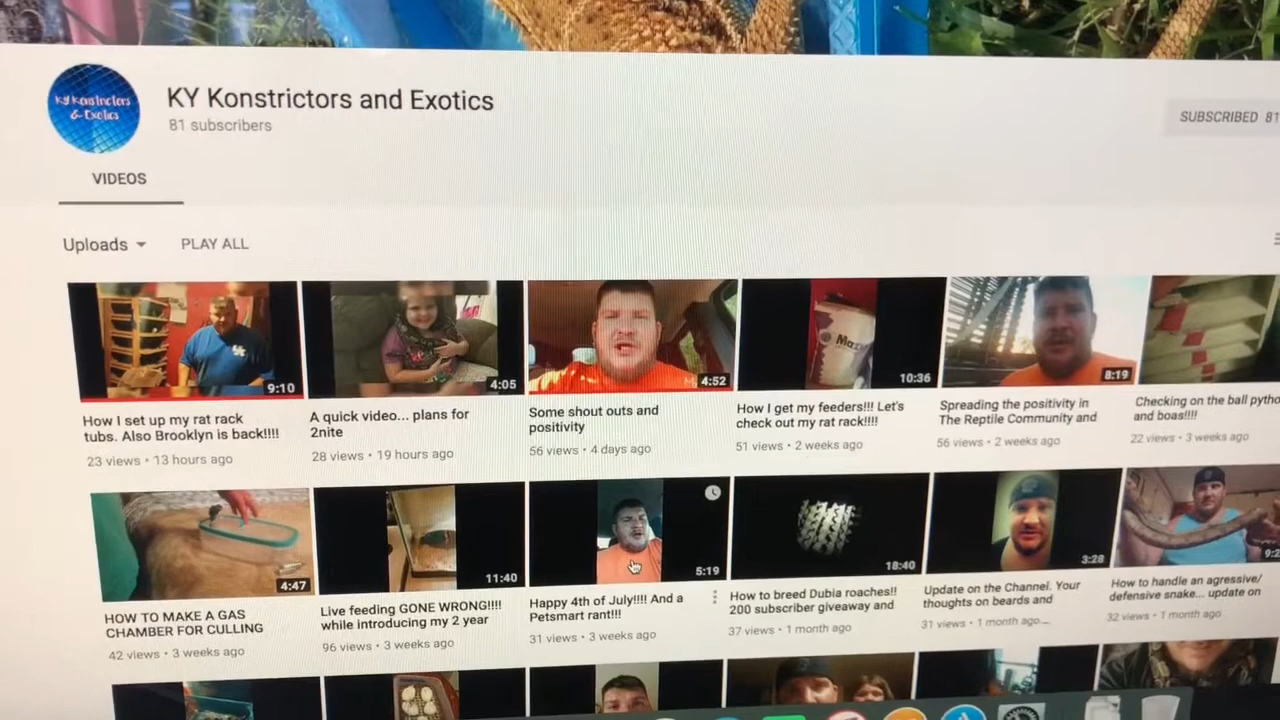 KY Konstrictors
& Exotics
KY Konstrictors and Exotics
81 subscribers
SUBSCRIBED 81
VIDEOS
Uploads
PLAY ALL
9:10
4:05
4:52
Maz
10:36
8:19
How I set up my rat rack
tubs. Also Brooklyn is back!!!!
23 views • 13 hours ago
A quick video... plans for
2nite
28 views • 19 hours ago
Some shout outs and
positivity
56 views • 4 days ago
How I get my feeders!!! Let's
check out my rat rack!!!!
51 views • 2 weeks ago
Spreading the positivity in
The Reptile Community and
56 views • 2 weeks ago
Checking on the ball pytho
and boas!!!!
22 views • 3 weeks ago
4:47
11:40
5:19
18:40
3:28
9:2
HOW TO MAKE A GAS
CHAMBER FOR CULLING
42 views • 3 weeks ago
Live feeding GONE WRONG!!!!
while introducing my 2 year
96 views • 3 weeks ago
Happy 4th of July!!!! And a
Petsmart rant!!!
31 views • 3 weeks ago
How to breed Dubia roaches!!
200 subscriber giveaway and
37 views • 1 month ago
Update on the Channel. Your
thoughts on beards and
31 views • 1 month ago
How to handle an agressive/
defensive snake... update on
32 views • 1 month ago